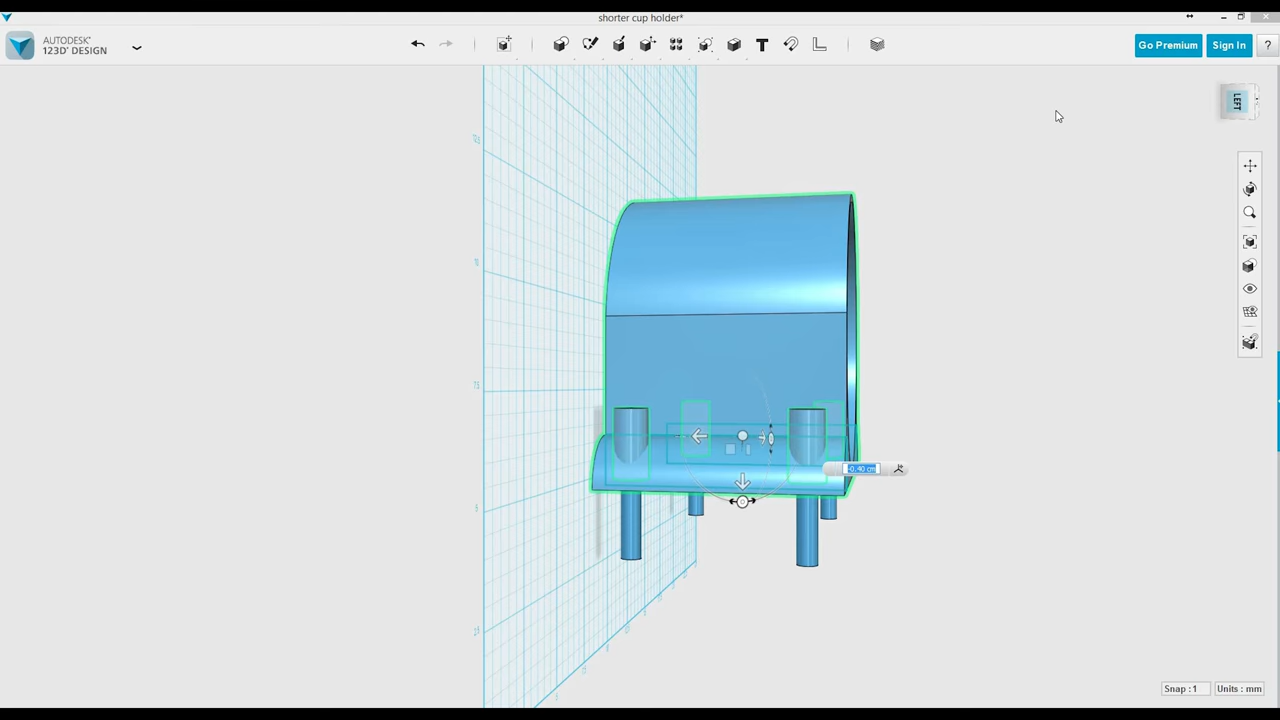 shorter cup holder*
AUTODESK®
123D® DESIGN
Go Premium
Sign In
?
LEFT
-0.40 cm
Snap : 1
Units : mm